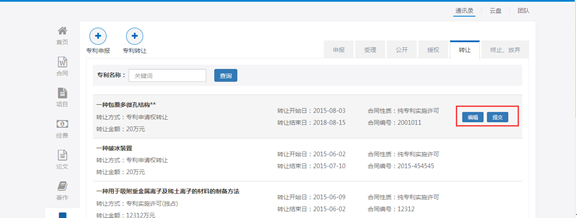 通讯录 云盘 团队
首页
合同
项目
经费
论文
著作
专利申报 专利转让
申报 受理 公开 授权 转让 终止、放弃
专利名称： 关键词 查询
一种包裹多微孔结构**
转让方式：专利申请权转让 转让开始日：2015-08-03 合同性质：纯专利实施许可
转让金额：20万元 转让结束日：2018-08-15 合同编号：2001011
编辑 提交
一种破冰装置
转让方式：专利申请权转让 转让开始日：2015-06-02 合同性质：纯专利实施许可
转让金额：20万元 转让结束日：2015-07-10 合同编号：2015-454545
一种用于吸附重金属离子及稀土离子的材料的制备方法
转让方式：专利实施许可(独占) 转让开始日：2015-06-09 合同性质：纯专利实施许可
转让金额：12312万元 转让结束日：2015-06-02 合同编号：12312